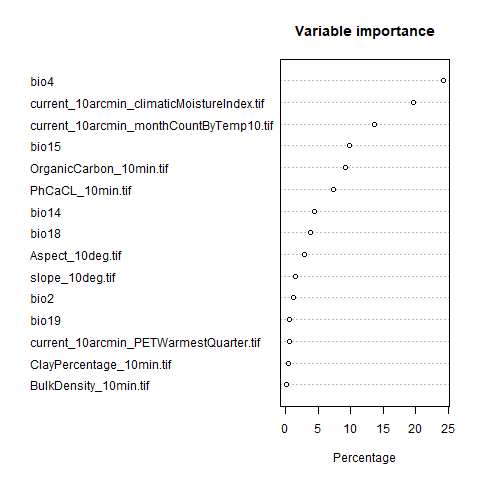 Variable importance
bio4
current_10arcmin_climaticMoistureIndex.tif
current_10arcmin_monthCountByTemp10.tif
bio15
OrganicCarbon_10min.tif
PhCaCL_10min.tif
bio14
bio18
Aspect_10deg.tif
slope_10deg.tif
bio2
bio19
current_10arcmin_PETWarmestQuarter.tif
ClayPercentage_10min.tif
BulkDensity_10min.tif
0 5 10 15 20 25
Percentage